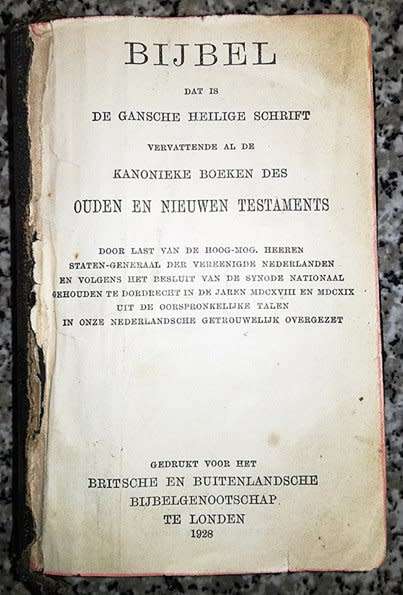 BIJBEL
DAT IS
DE GANSCHE HEILIGE SCHRIFT
VERVATTENDE AL DE
KANONIEKE BOEKEN DES
OUDEN EN NIEUWEN TESTAMENTS
DOOR LAST VAN DE HOOG-MOG. HEEREN
STATEN-GENERAAL DER VEREENIGDE NEDERLANDEN
EN VOLGENS HET BESLUIT VAN DE SYNODE NATIONAAL
GEHOUDEN TE DORDRECHT IN DE JAREN MDCXVIII EN MDCXIX
UIT DE OORSPRONKELIJKE TALEN
IN ONZE NEDERLANDSCHE GETROUWELIJK OVERGEZET
GEDRUKT VOOR HET
BRITSCHE EN BUITENLANDSCHE
BIJBELGENOOTSCHAP
TE LONDEN
1928